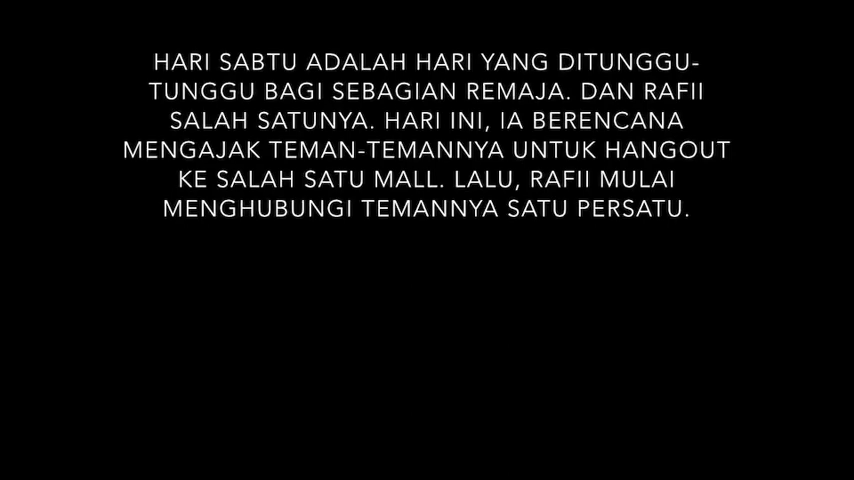 HARI SABTU ADALAH HARI YANG DITUNGGU-
TUNGGU BAGI SEBAGIAN REMAJA. DAN RAFII
SALAH SATUNYA. HARI INI, IA BERENCANA
MENGAJAK TEMAN-TEMANNYA UNTUK HANGOUT
KE SALAH SATU MALL. LALU, RAFII MULAI
MENGHUBUNGI TEMANNYA SATU PERSATU.